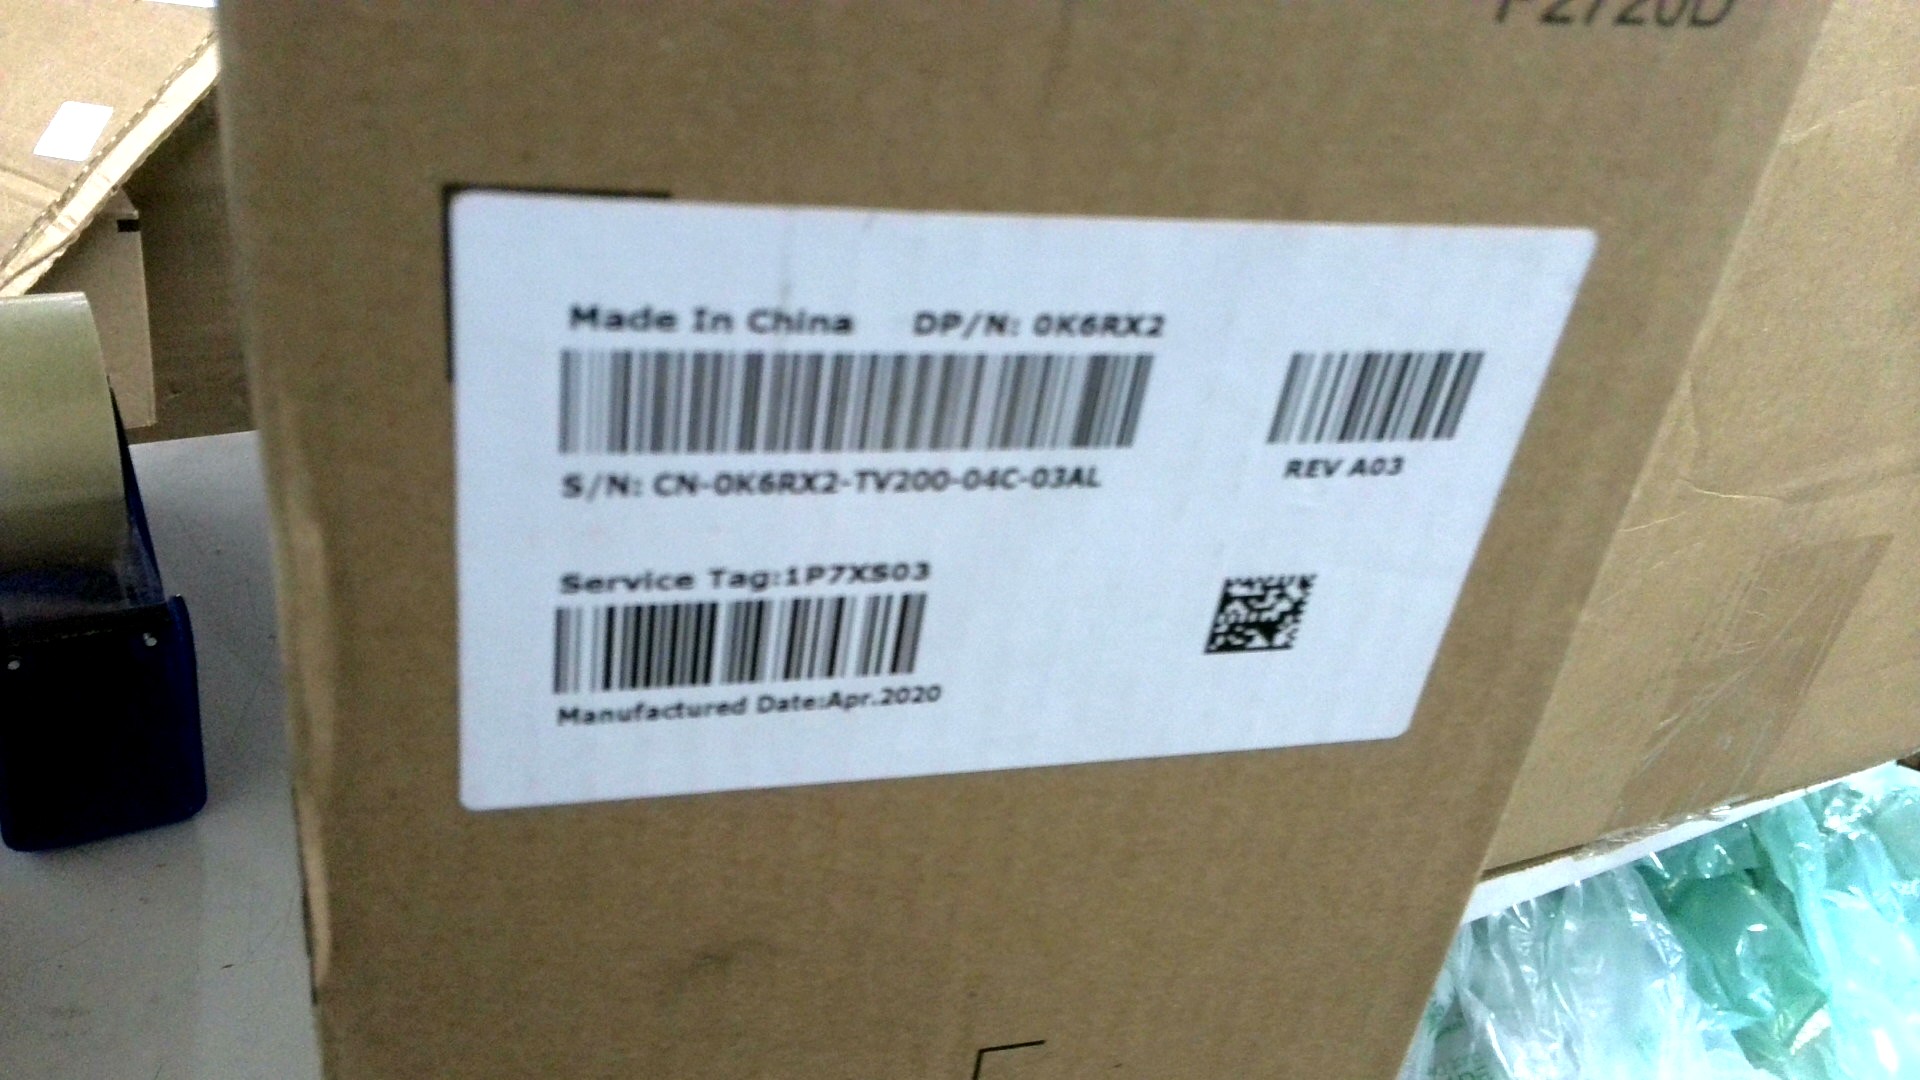 P2720D
Made In China DP/N: 0K6RX2
S/N: CN-0K6RX2-TV200-04C-03AL
REV A03
Service Tag:1P7XS03
Manufactured Date:Apr.2020